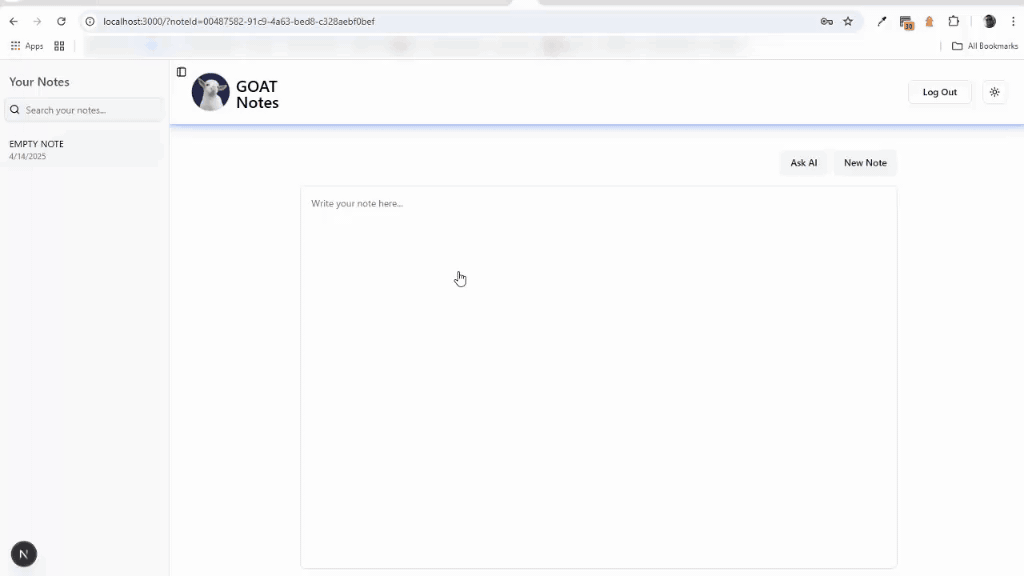 localhost:3000/?noteId=00487582-91c9-4a63-bed8-c328aebf0bef
Apps
All Bookmarks
Your Notes
GOAT
Notes
Log Out
Search your notes...
EMPTY NOTE
4/14/2025
Ask AI
New Note
Write your note here...
N